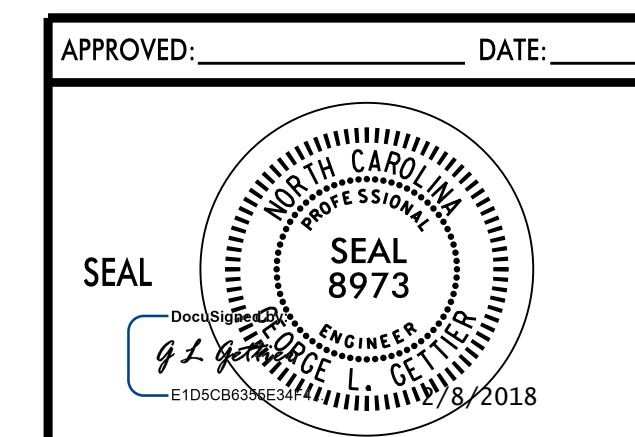 APPROVED: DATE:
NORTH CAROLINA
PROFESSIONAL
SEAL
8973
SEAL
ENGINEER
GEORGE L. GETTIER
DocuSigned by:
G L Gettier
E1D5CB6355E34F4...
2/8/2018